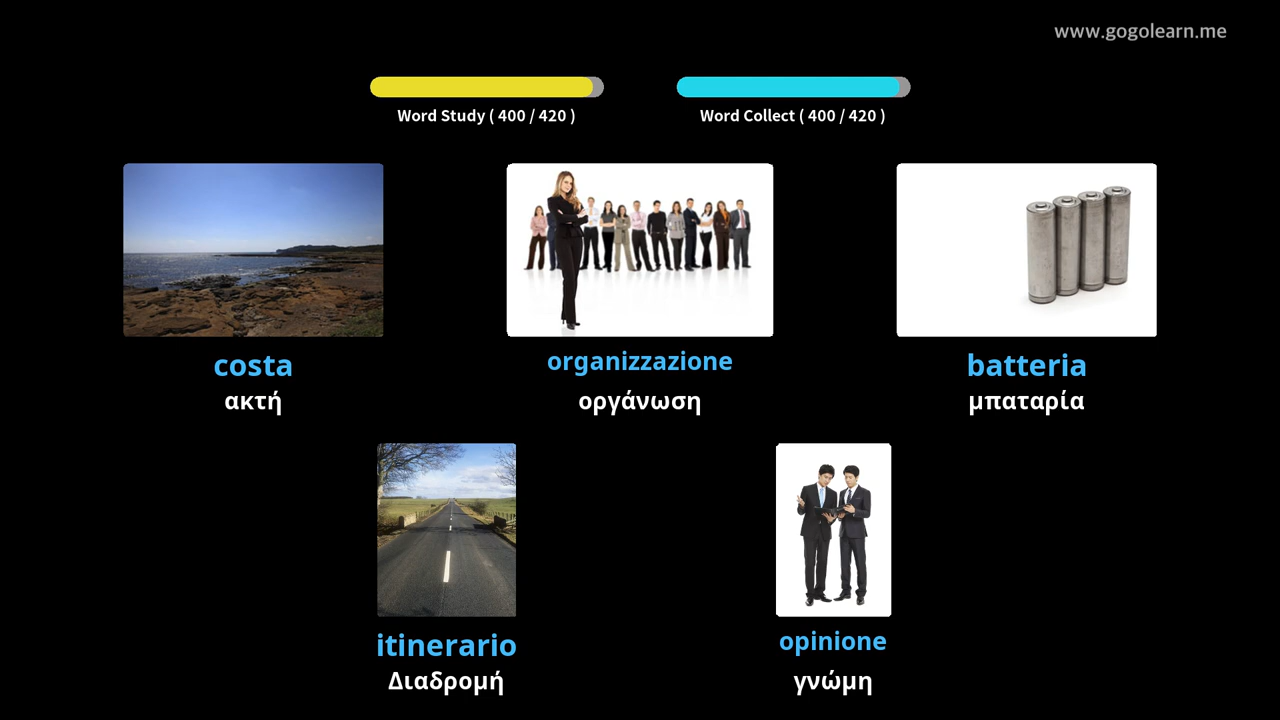 www.gogolearn.me
Word Study ( 400 / 420 )
Word Collect ( 400 / 420 )
costa
ακτή
organizzazione
οργάνωση
batteria
μπαταρία
itinerario
Διαδρομή
opinione
γνώμη